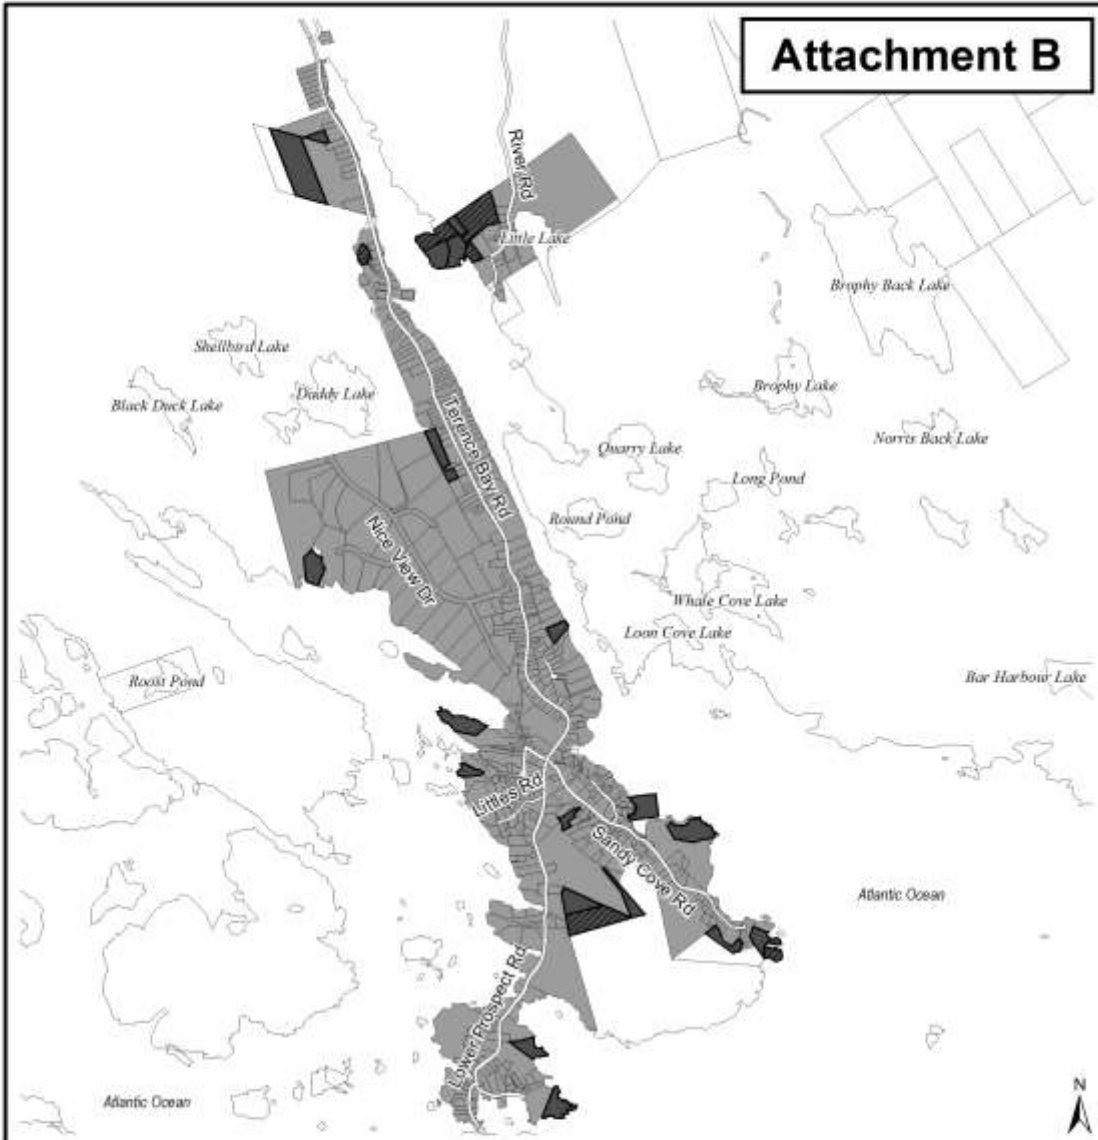 Attachment B
River Rd
Little Lake
Brophy Back Lake
Shellbird Lake
Daddy Lake
Black Duck Lake
Brophy Lake
Terence Bay Rd
Quarry Lake
Norris Back Lake
Long Pond
Round Pond
Nice View Dr
Whale Cove Lake
Loon Cove Lake
Roost Pond
Bar Harbour Lake
Littles Rd
Sandy Cove Rd
Atlantic Ocean
Lower Prospect Rd
Atlantic Ocean
N